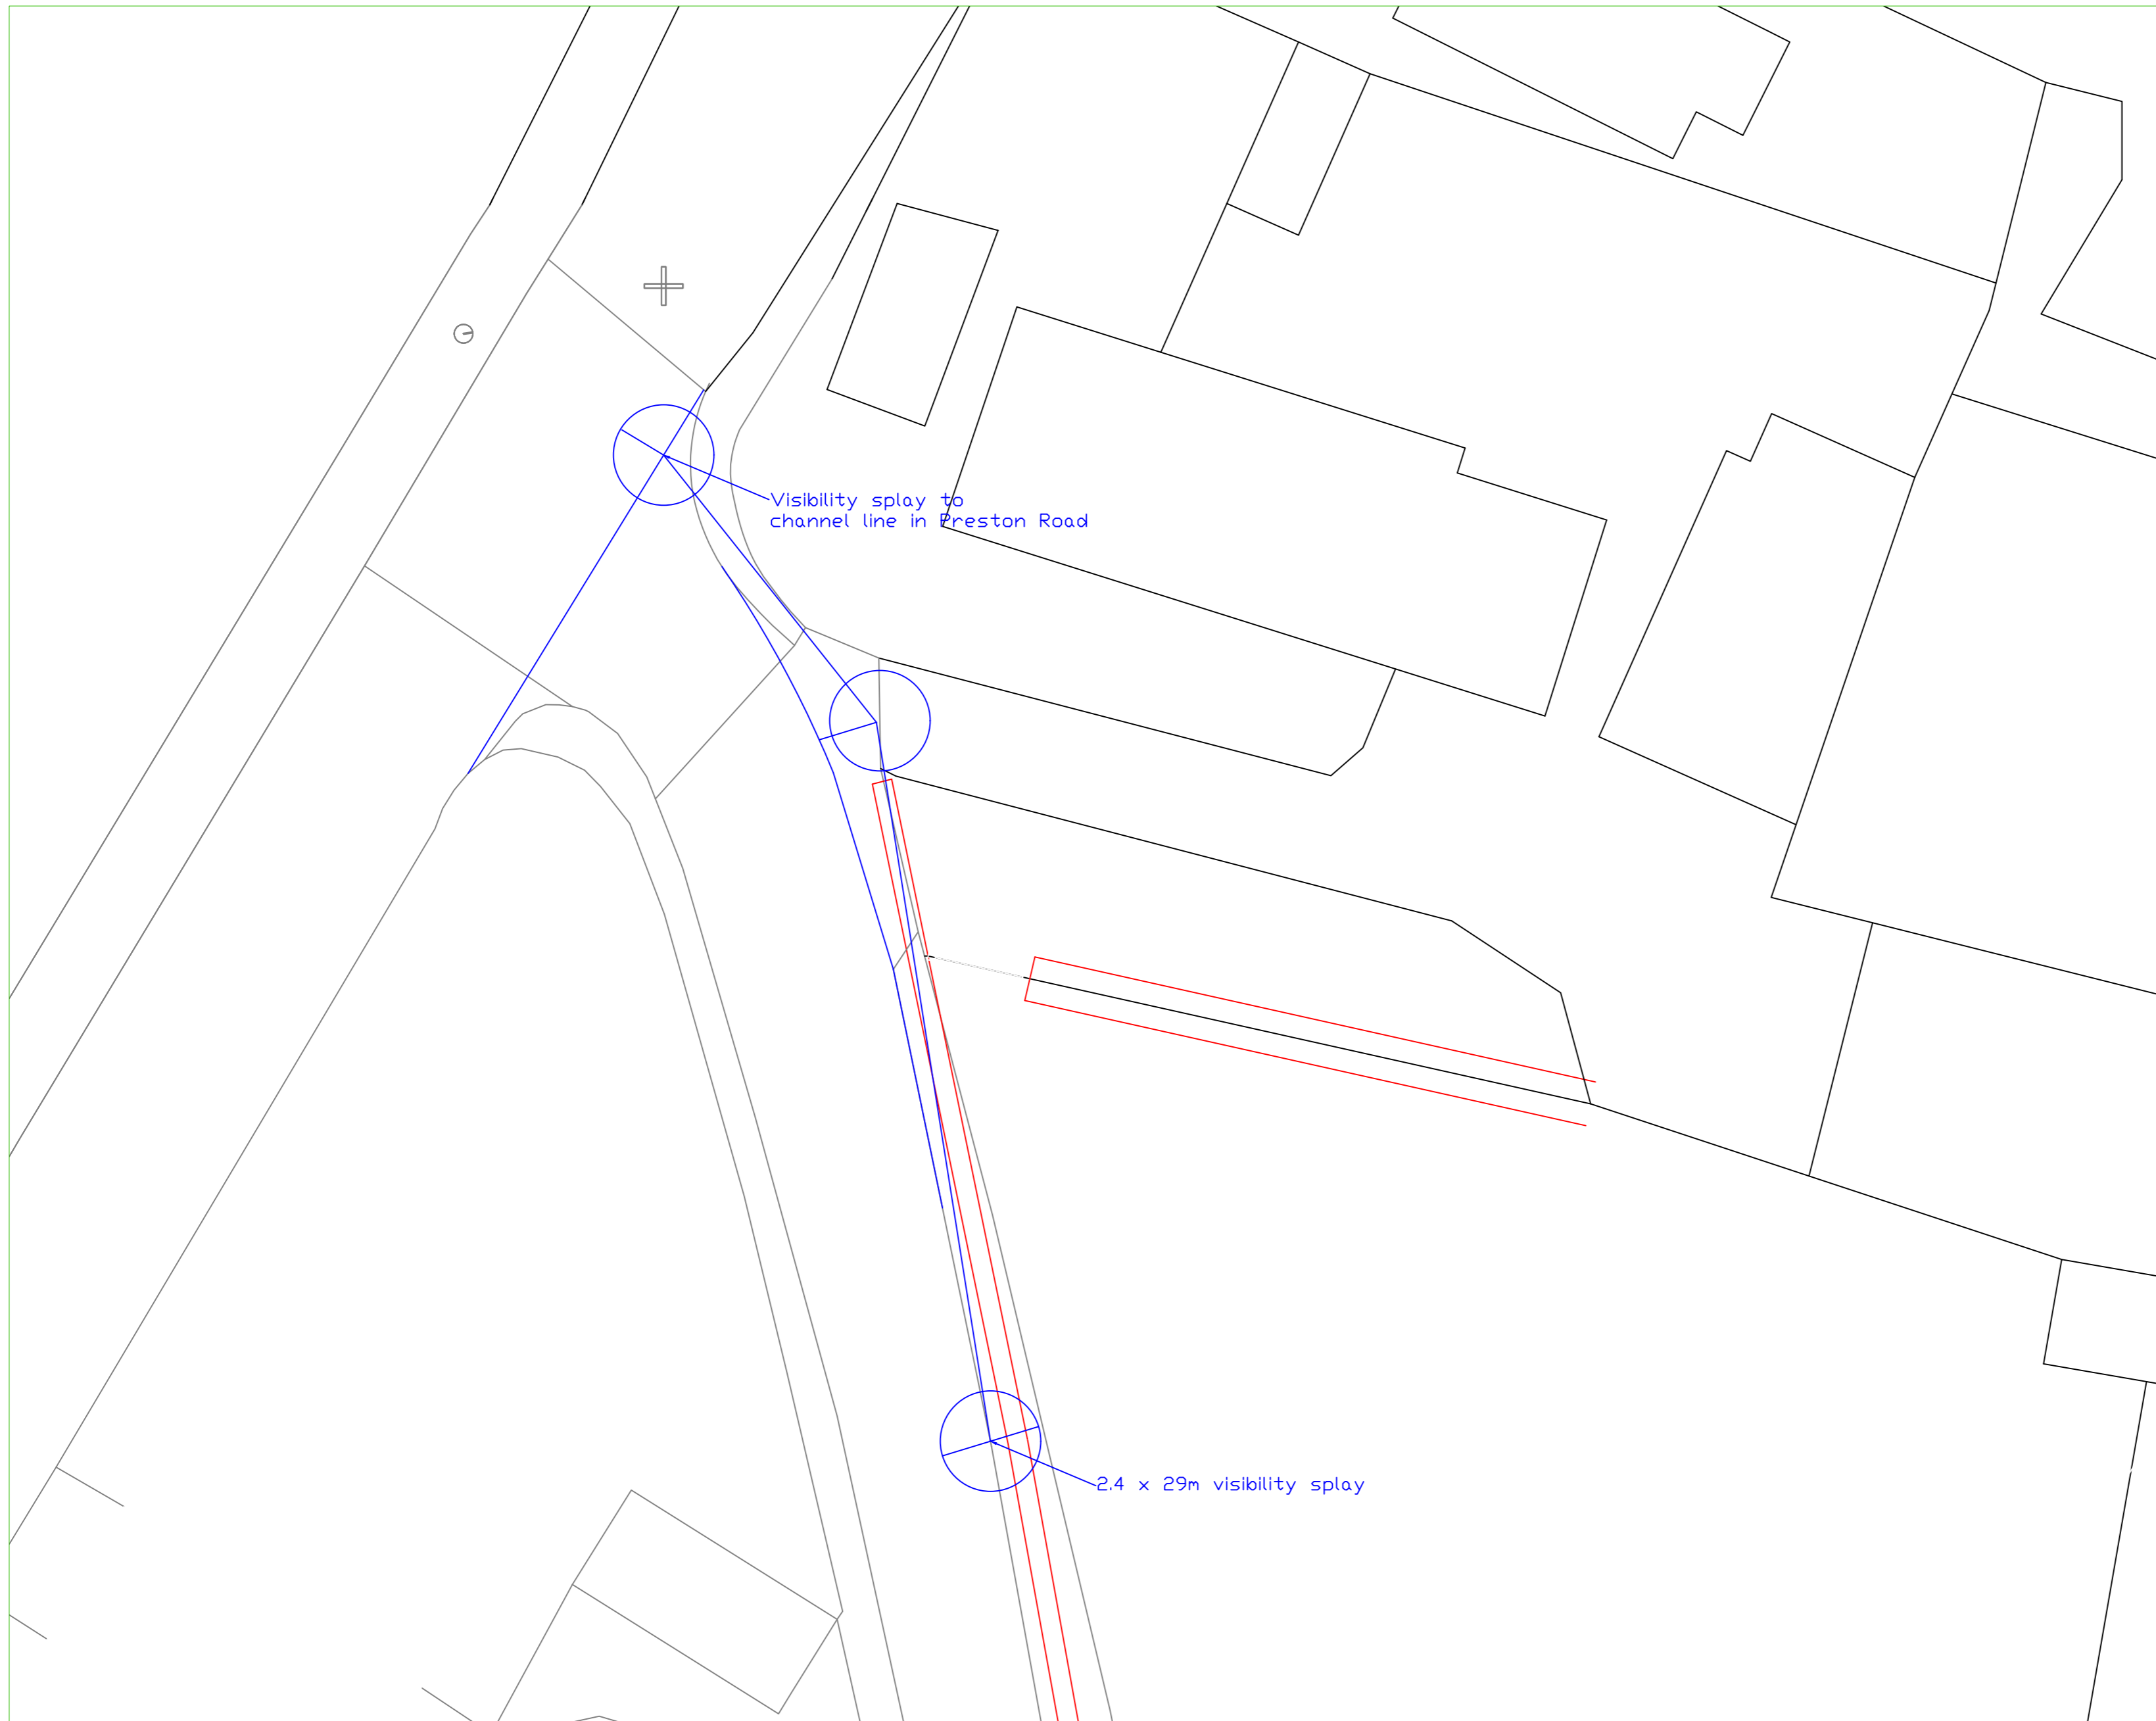 Visibility splay to
channel line in Preston Road
2.4 x 29m visibility splay